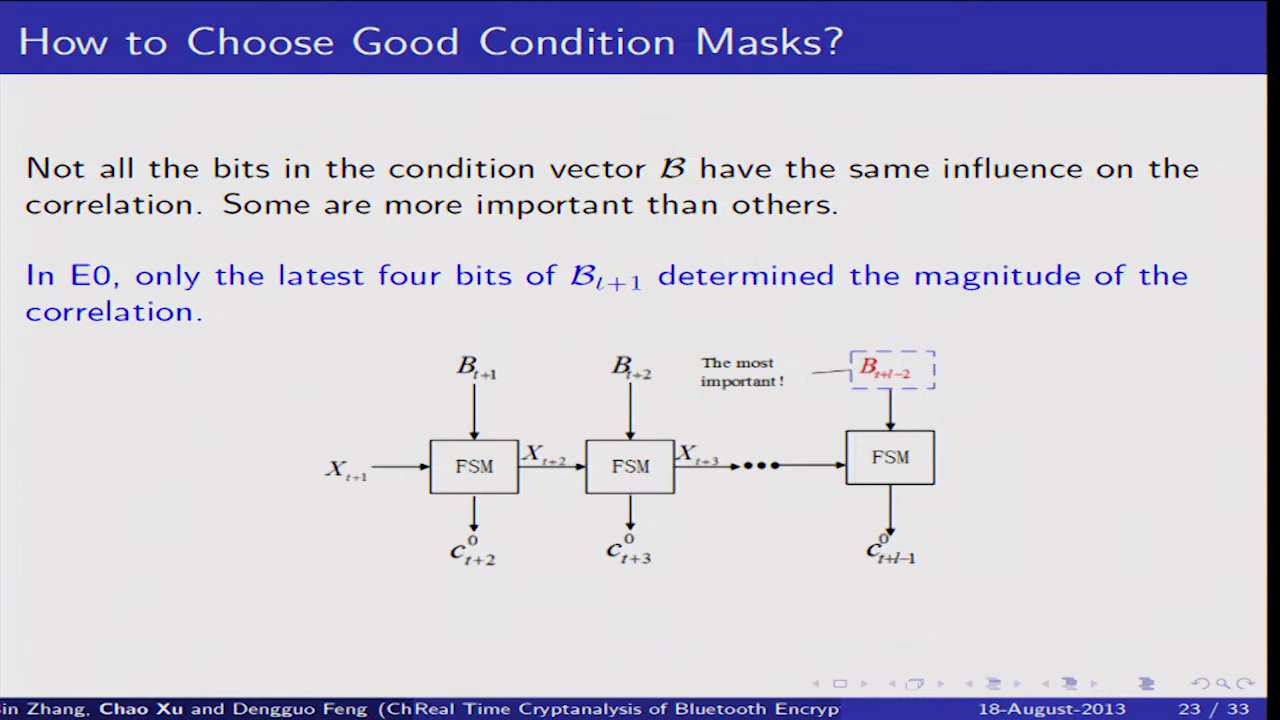 How to Choose Good Condition Masks?
Not all the bits in the condition vector ℬ have the same influence on the
correlation. Some are more important than others.
In E0, only the latest four bits of ℬ_{t+1} determined the magnitude of the
correlation.
B_{t+1} B_{t+2} The most important! B_{t+l-2}
X_{t+1} FSM X_{t+2} FSM X_{t+3} ••• FSM
c^0_{t+2} c^0_{t+3} c^0_{t+l-1}
in Zhang, Chao Xu and Dengguo Feng (Ch Real Time Cryptanalysis of Bluetooth Encryp 18-August-2013 23 / 33